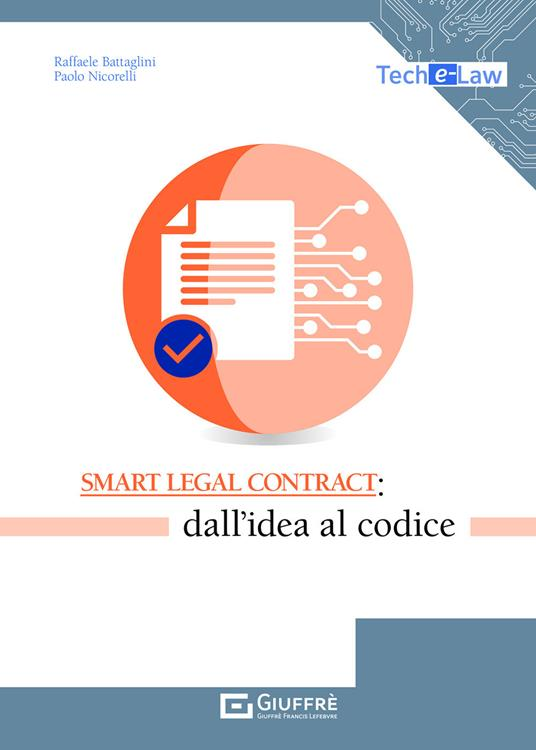 Raffaele Battaglini
Paolo Nicorelli
Tech e-Law
SMART LEGAL CONTRACT:
dall'idea al codice
GIUFFRÈ
GIUFFRÈ FRANCIS LEFEBVRE